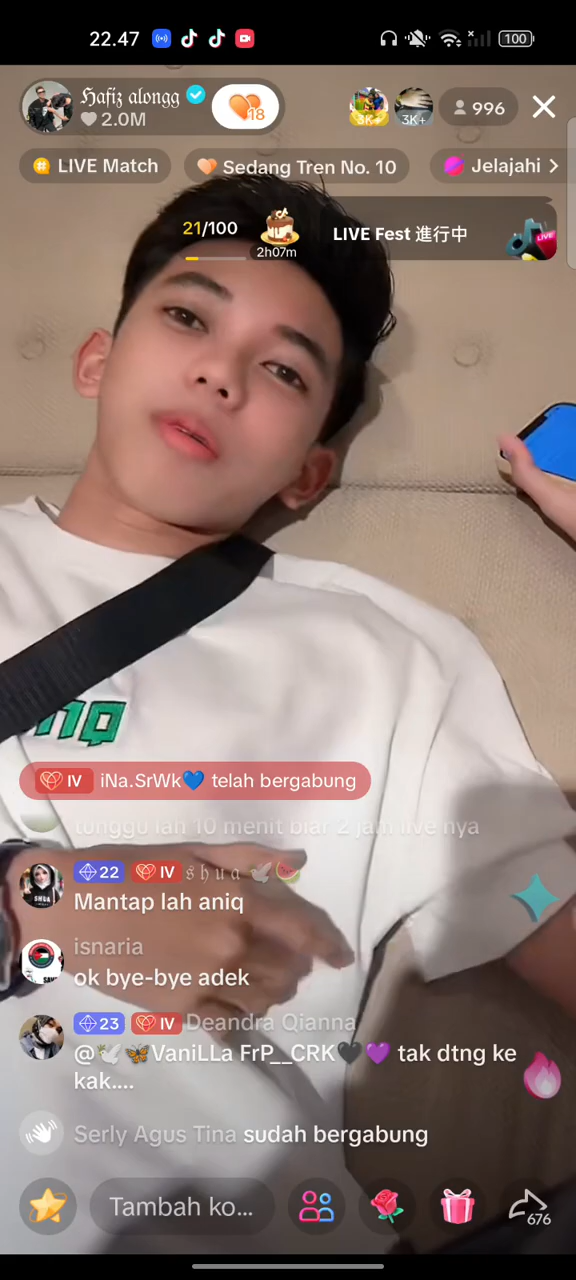 22.47
100
ℌafiz alongg
2.0M
18
3K+
3K+
996
LIVE Match
Sedang Tren No. 10
Jelajahi
21/100
2h07m
LIVE Fest 進行中
LIVE
IV iNa.SrWk💙 telah bergabung
tunggu lah 10 menit biar 2 jam live nya
22 IV 𝔰 𝔥 𝔲 𝔞 🕊🍉
Mantap lah aniq
isnaria
ok bye-bye adek
23 IV Deandra Qianna
@🕊🦋VaniLLa FrP__CRK🖤💜 tak dtng ke
kak....
Serly Agus Tina sudah bergabung
Tambah ko...
676